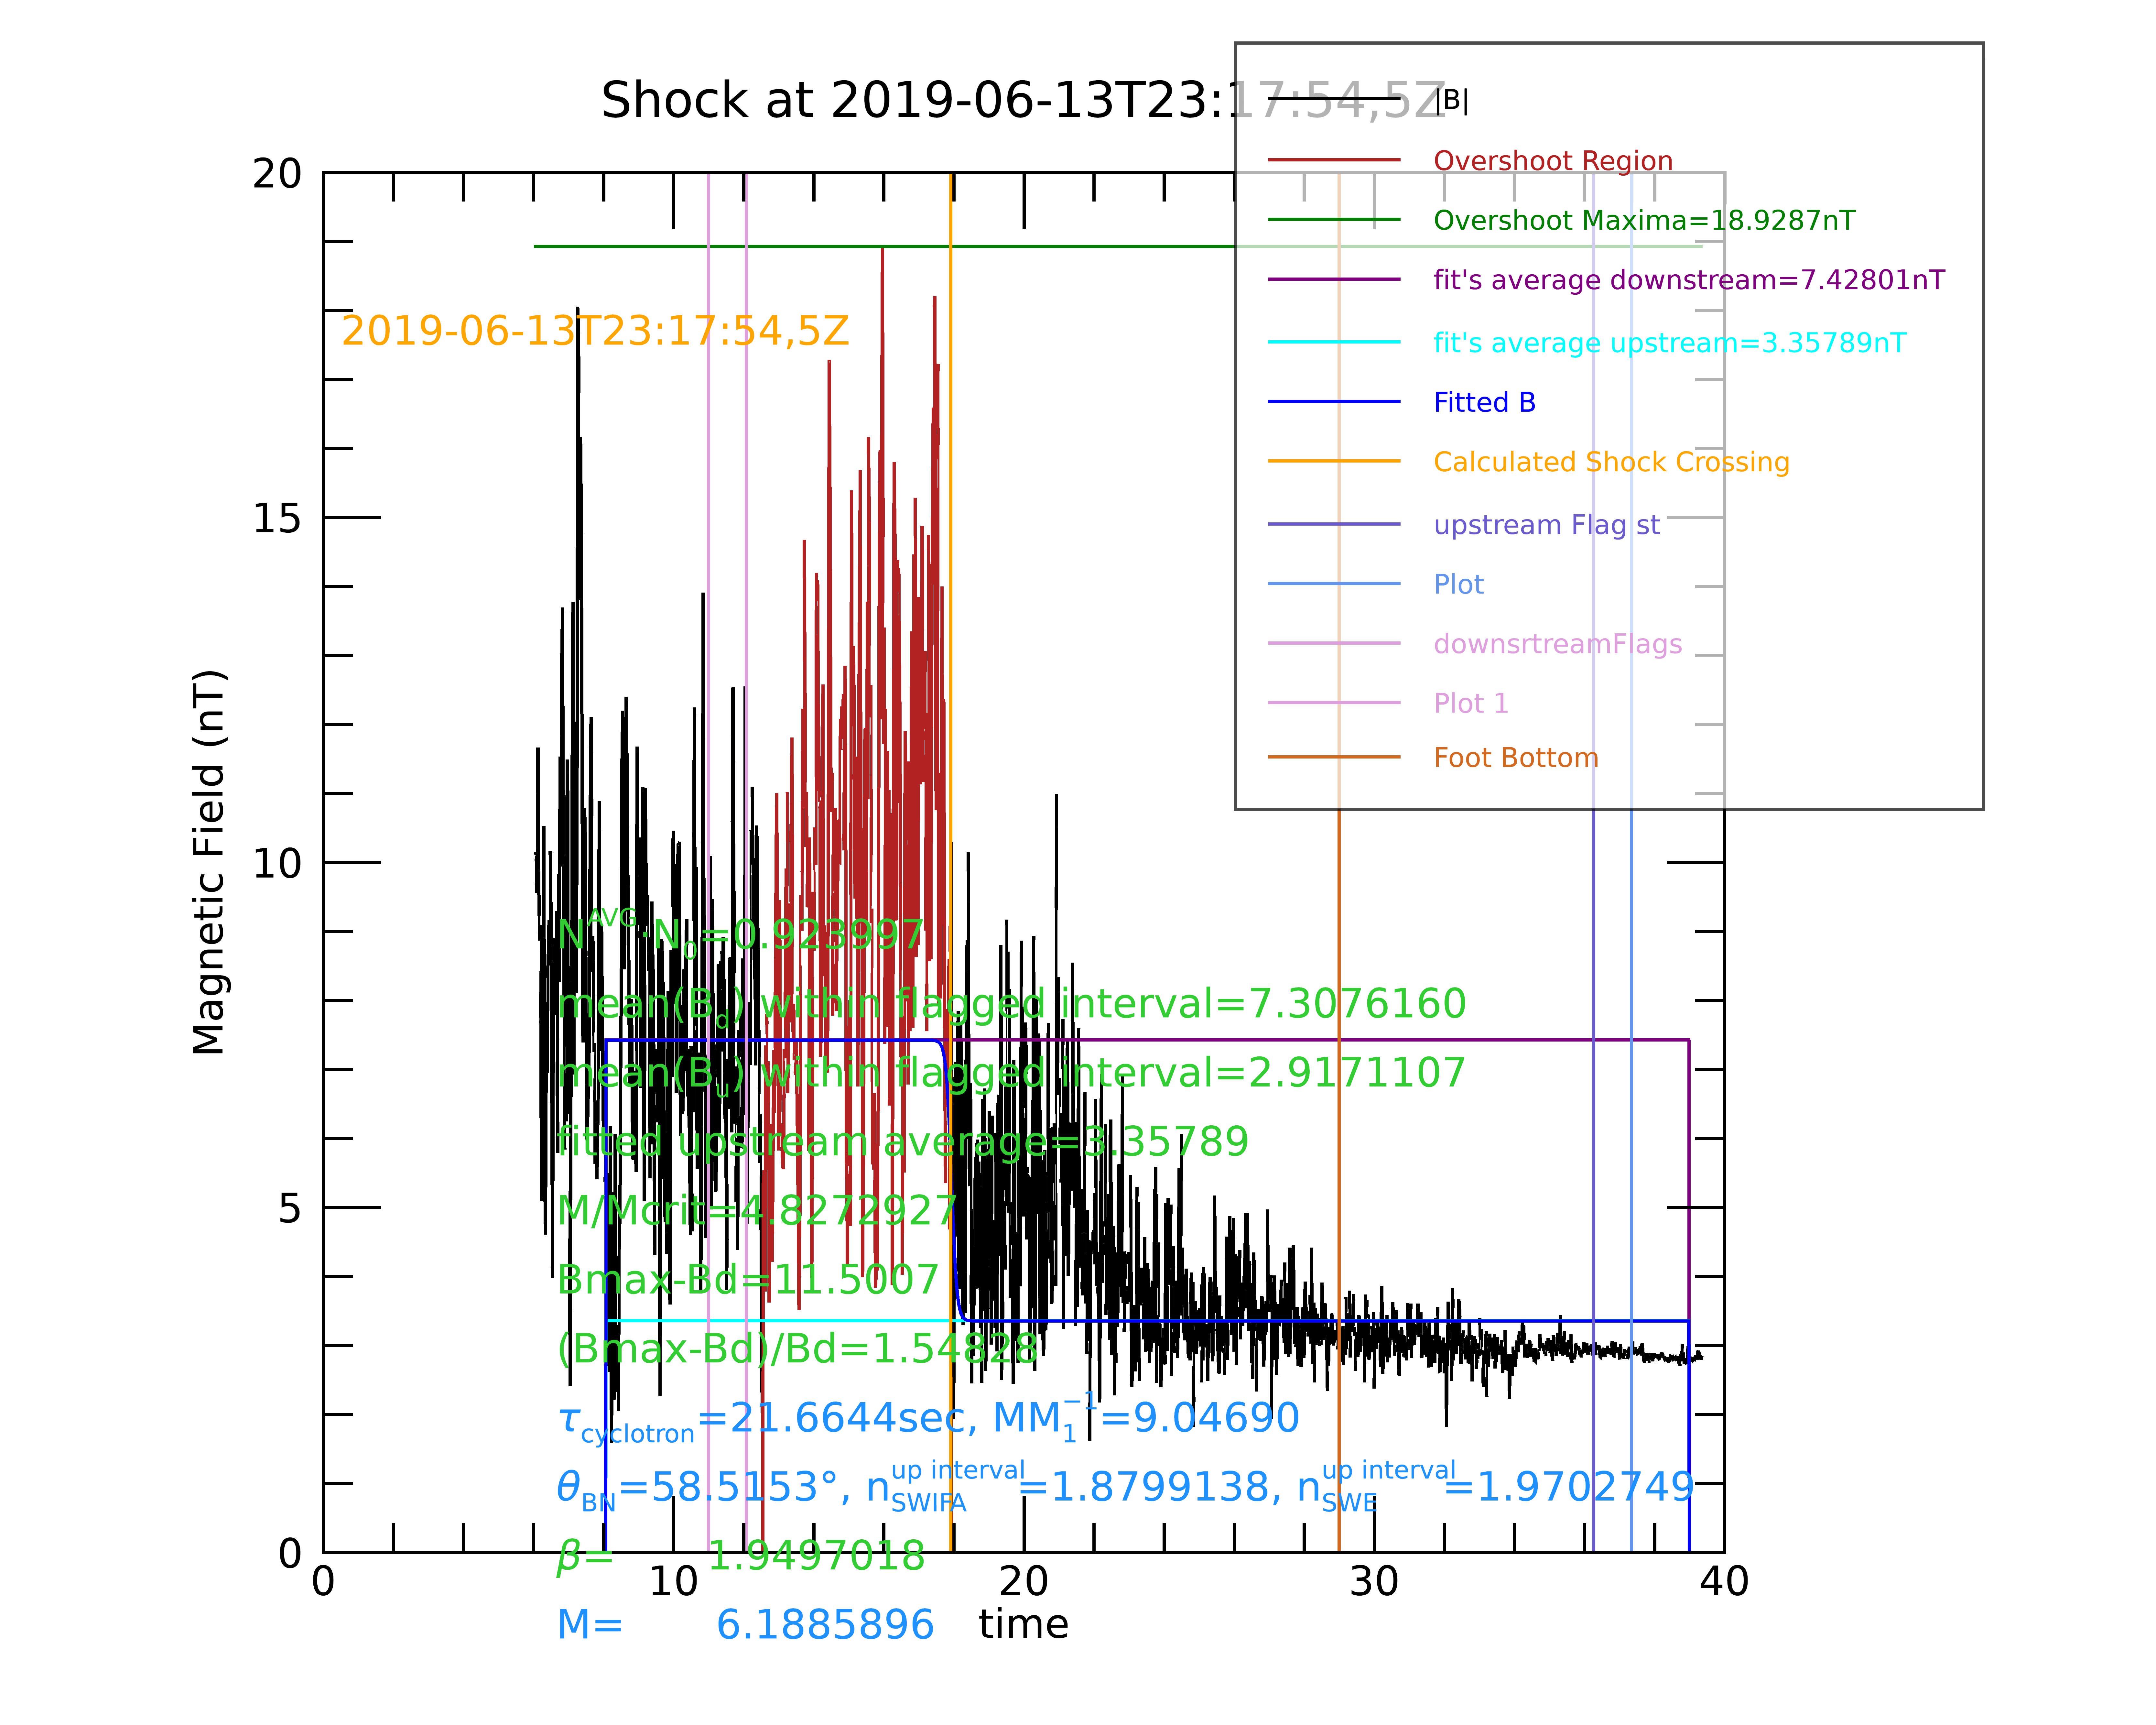 Shock at 2019-06-13T23:17:54,5Z
|B|
Overshoot Region
Overshoot Maxima=18.9287nT
fit's average downstream=7.42801nT
fit's average upstream=3.35789nT
Fitted B
Calculated Shock Crossing
upstream Flag st
Plot
downsrtreamFlags
Plot 1
Foot Bottom
2019-06-13T23:17:54,5Z
20
15
10
5
0
Magnetic Field (nT)
N^AVG·N_0=0.923997
mean(B_d) within flagged interval=7.3076160
mean(B_u) within flagged interval=2.9171107
fitted upstream average=3.35789
M/Mcrit=4.8272927
Bmax-Bd=11.5007
(Bmax-Bd)/Bd=1.54828
τ_cyclotron=21.6644sec, MM_1^−1=9.04690
θ_BN=58.5153°, n_SWIFA^up interval=1.8799138, n_SWE^up interval=1.9702749
β= 1.9497018
0 10 20 30 40
M= 6.1885896
time